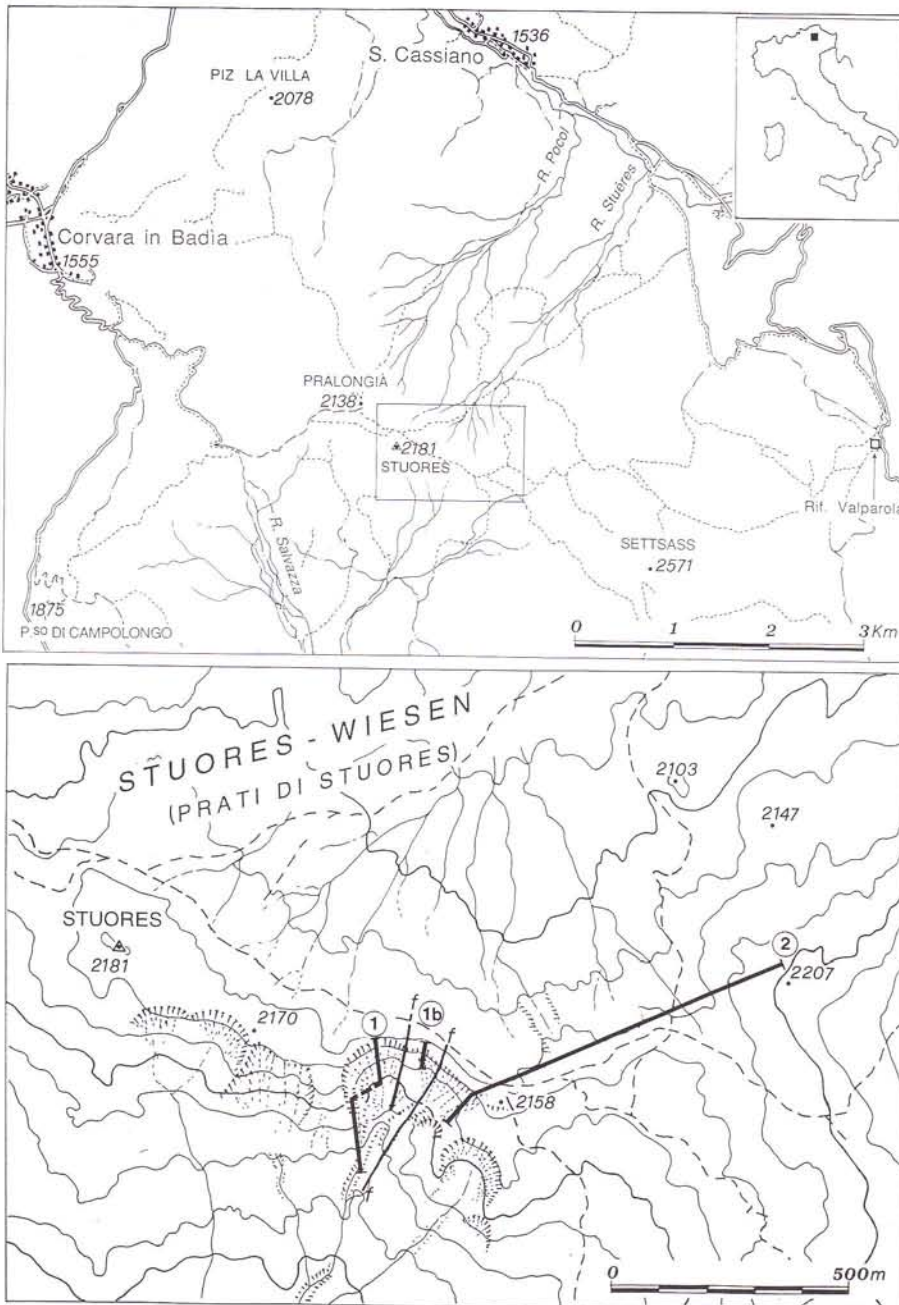 1536
S. Cassiano
PIZ LA VILLA
2078
R. Pocol
R. Stuères
Corvara in Badia
1555
PRALONGIÀ
2138
2181
STUORES
Rif. Valparola
R. Salvazza
SETTSASS
2571
1875
P.SO DI CAMPOLONGO
0 1 2 3 Km
STUORES - WIESEN
(PRATI DI STUORES)
2103
2147
STUORES
2181
2
2207
2170
1
f
1b
f
2158
f
0 500m